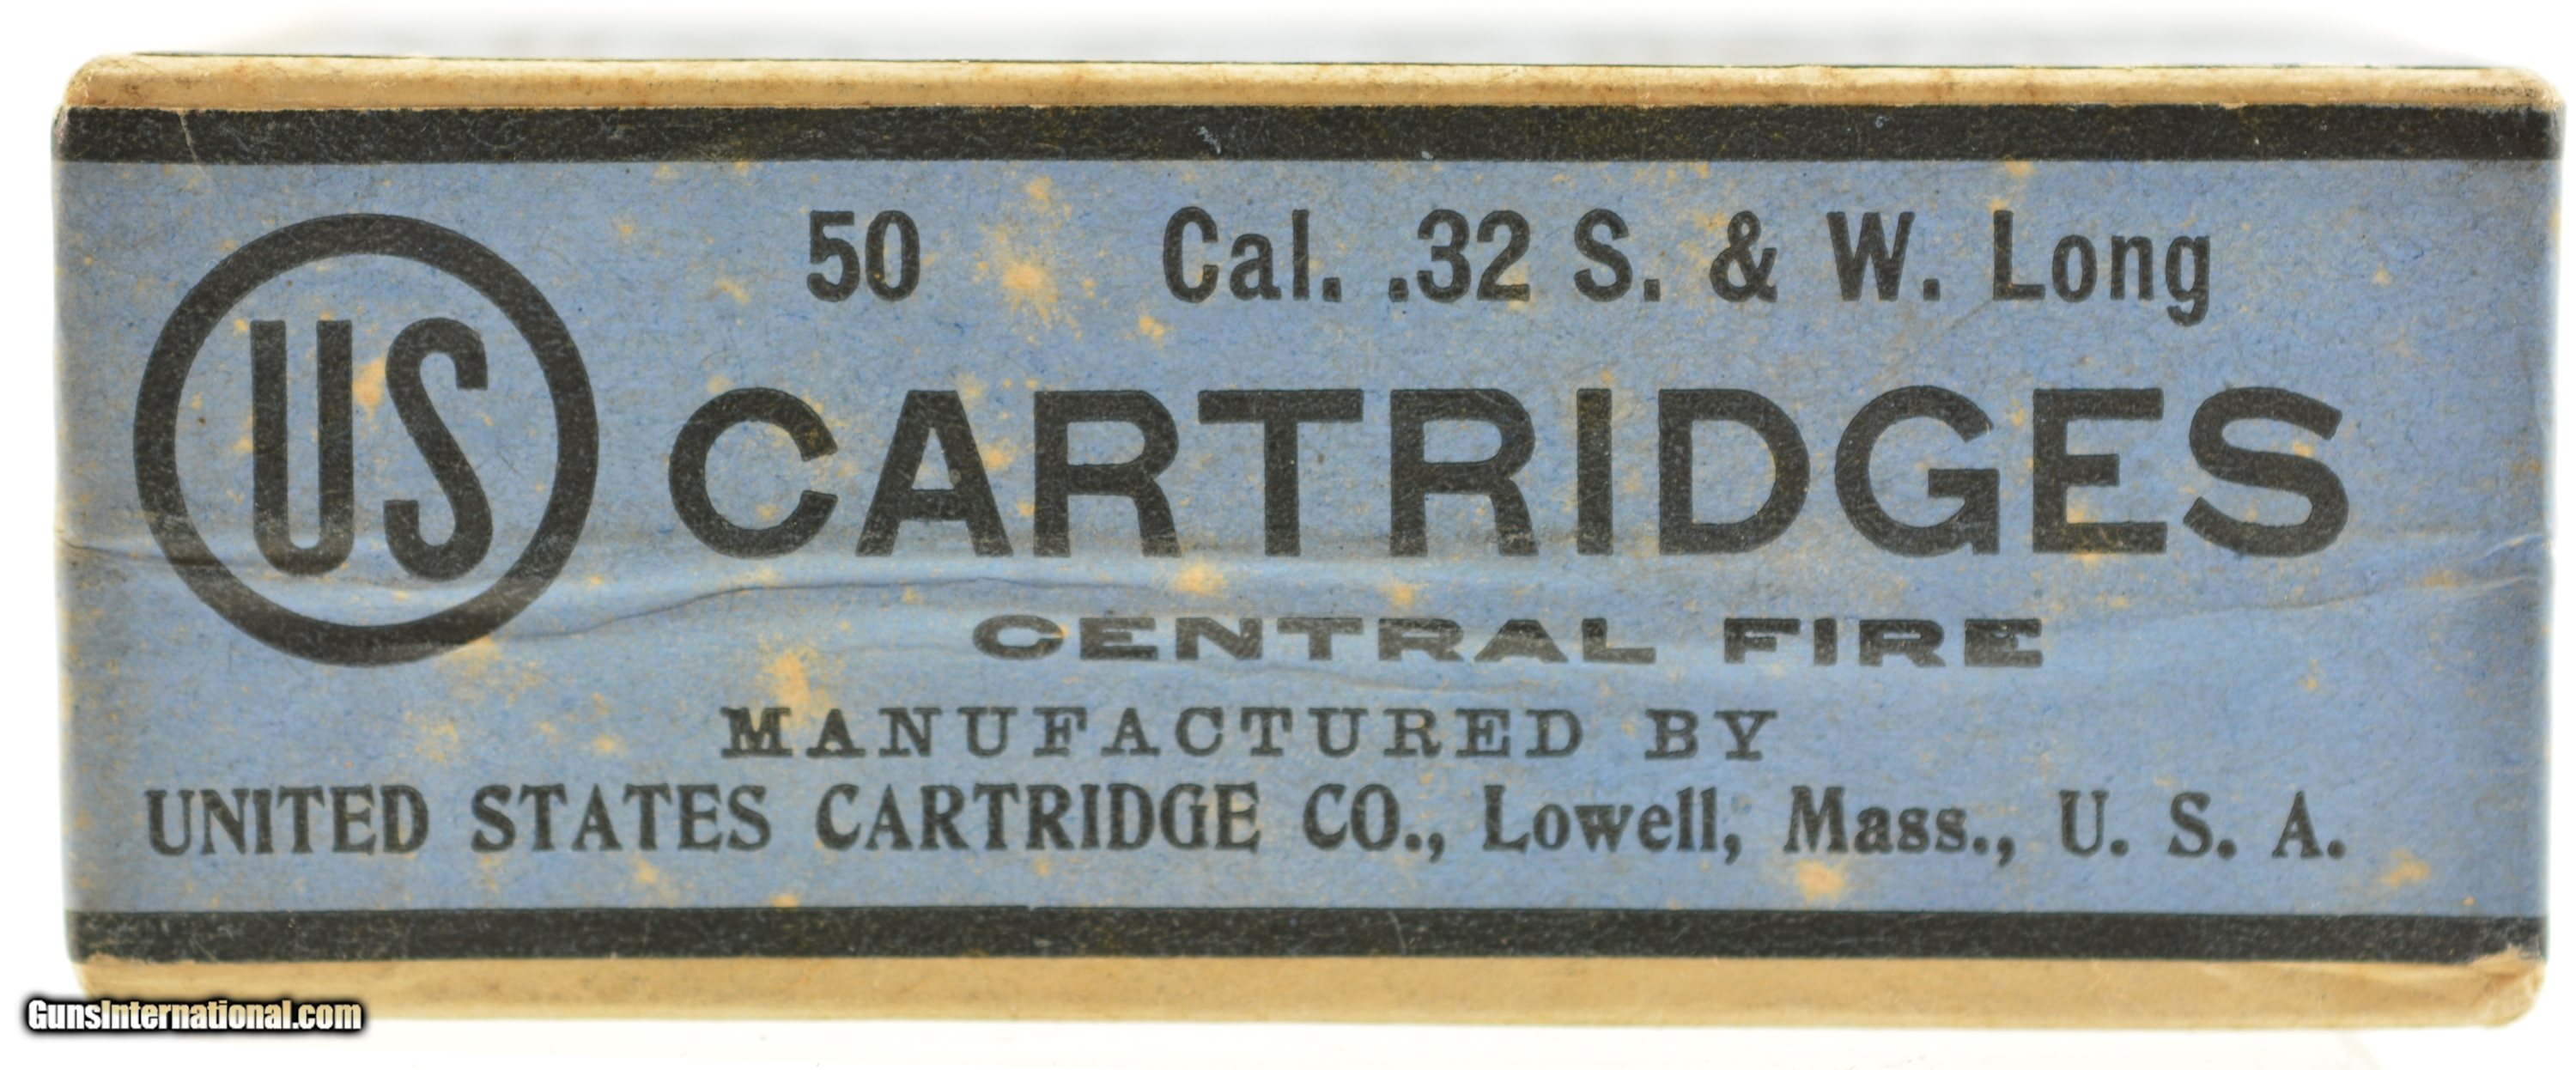 50 Cal. .32 S. & W. Long
US
CARTRIDGES
CENTRAL FIRE
MANUFACTURED BY
UNITED STATES CARTRIDGE CO., Lowell, Mass., U. S. A.
GunsInternational.com